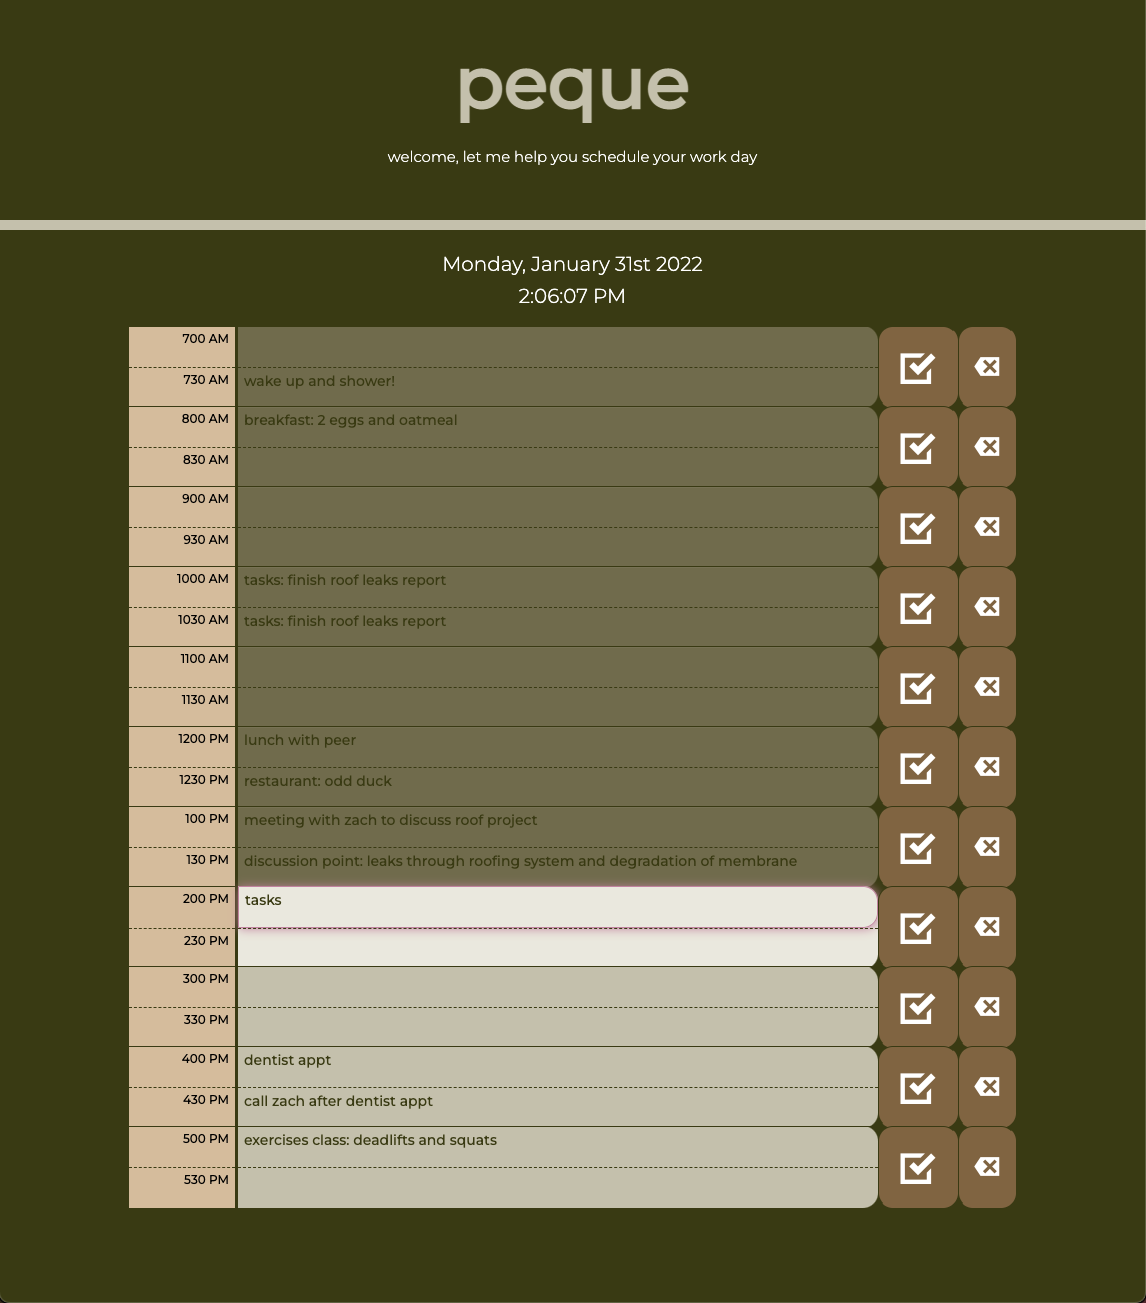 peque
welcome, let me help you schedule your work day
Monday, January 31st 2022
2:06:07 PM
700 AM
730 AM wake up and shower!
800 AM breakfast: 2 eggs and oatmeal
830 AM
900 AM
930 AM
1000 AM tasks: finish roof leaks report
1030 AM tasks: finish roof leaks report
1100 AM
1130 AM
1200 PM lunch with peer
1230 PM restaurant: odd duck
100 PM meeting with zach to discuss roof project
130 PM discussion point: leaks through roofing system and degradation of membrane
200 PM tasks
230 PM
300 PM
330 PM
400 PM dentist appt
430 PM call zach after dentist appt
500 PM exercises class: deadlifts and squats
530 PM